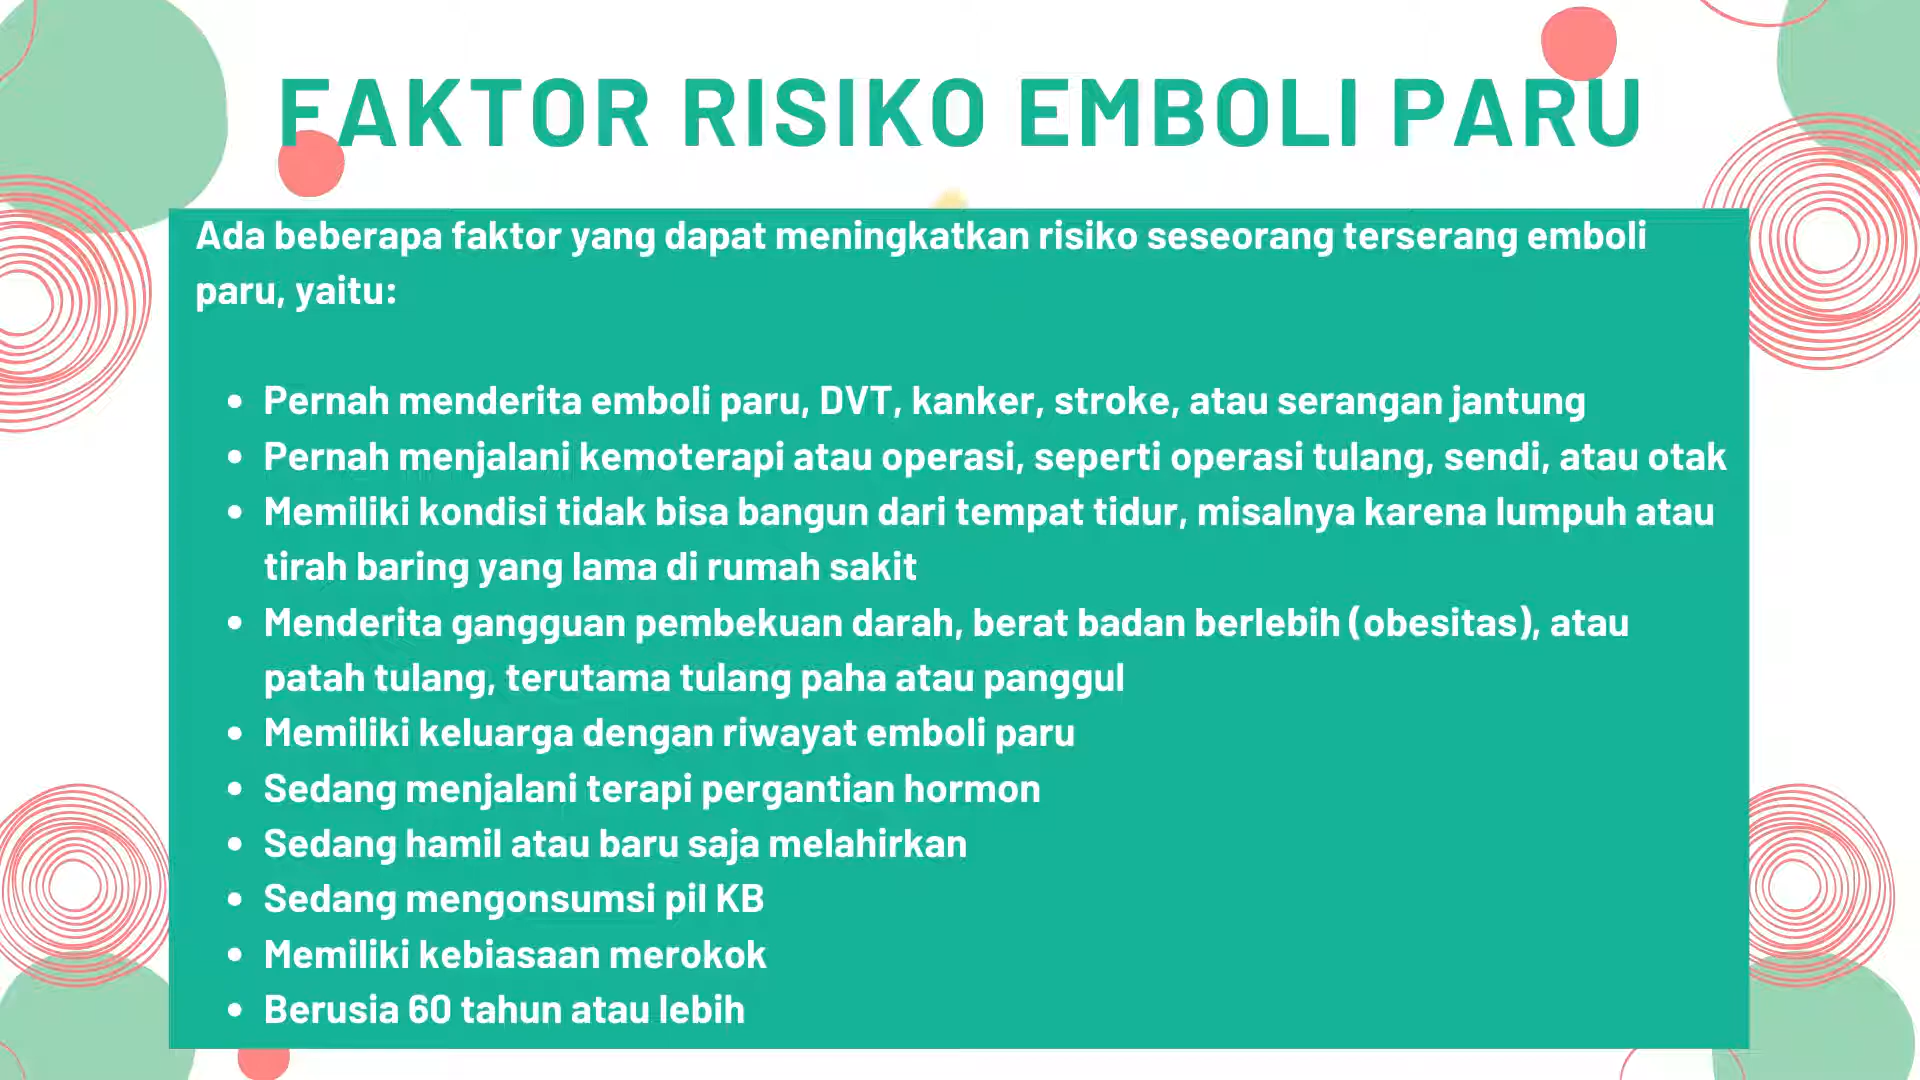 FAKTOR RISIKO EMBOLI PARU
Ada beberapa faktor yang dapat meningkatkan risiko seseorang terserang emboli
paru, yaitu:
• Pernah menderita emboli paru, DVT, kanker, stroke, atau serangan jantung
• Pernah menjalani kemoterapi atau operasi, seperti operasi tulang, sendi, atau otak
• Memiliki kondisi tidak bisa bangun dari tempat tidur, misalnya karena lumpuh atau
tirah baring yang lama di rumah sakit
• Menderita gangguan pembekuan darah, berat badan berlebih (obesitas), atau
patah tulang, terutama tulang paha atau panggul
• Memiliki keluarga dengan riwayat emboli paru
• Sedang menjalani terapi pergantian hormon
• Sedang hamil atau baru saja melahirkan
• Sedang mengonsumsi pil KB
• Memiliki kebiasaan merokok
• Berusia 60 tahun atau lebih